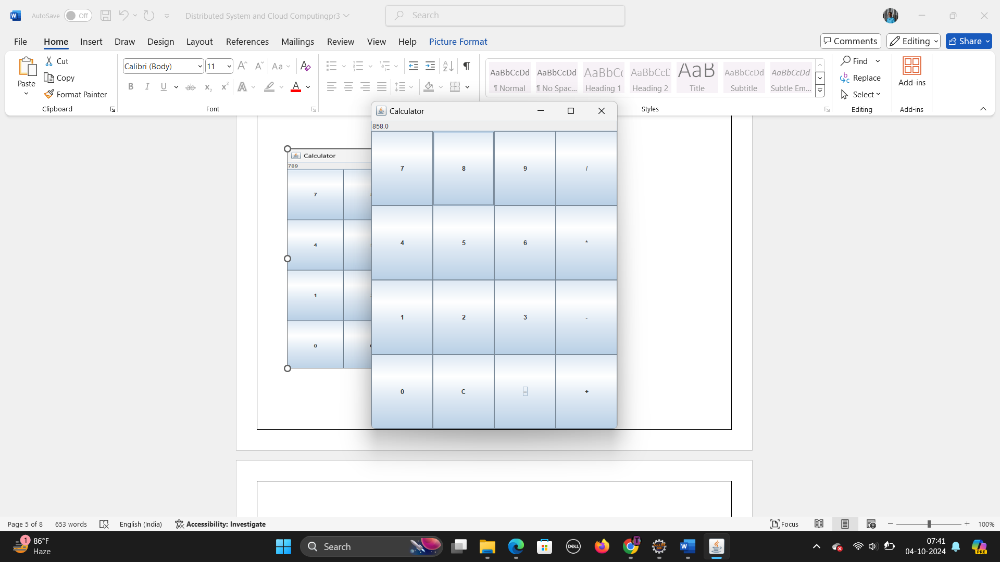 AutoSave Off Distributed System and Cloud Computingpr3 Search
File Home Insert Draw Design Layout References Mailings Review View Help Picture Format Comments Editing Share
Paste
Cut
Copy
Format Painter
Clipboard
Calibri (Body) 11
Font
AaBbCcDd AaBbCcDd AaBbCc AaBbCcD AaB AaBbCcDd AaBbCcDd
¶ Normal ¶ No Spac... Heading 1 Heading 2 Title Subtitle Subtle Em...
Styles
Find
Replace
Select
Editing
Add-ins
Add-ins
Calculator
789
7
4
1
0
Calculator
858.0
7 8 9 /
4 5 6 *
1 2 3 -
0 C = +
Page 5 of 8 653 words English (India) Accessibility: Investigate Focus 100%
1 86°F
Haze
Search
DELL
PRE
07:41
04-10-2024